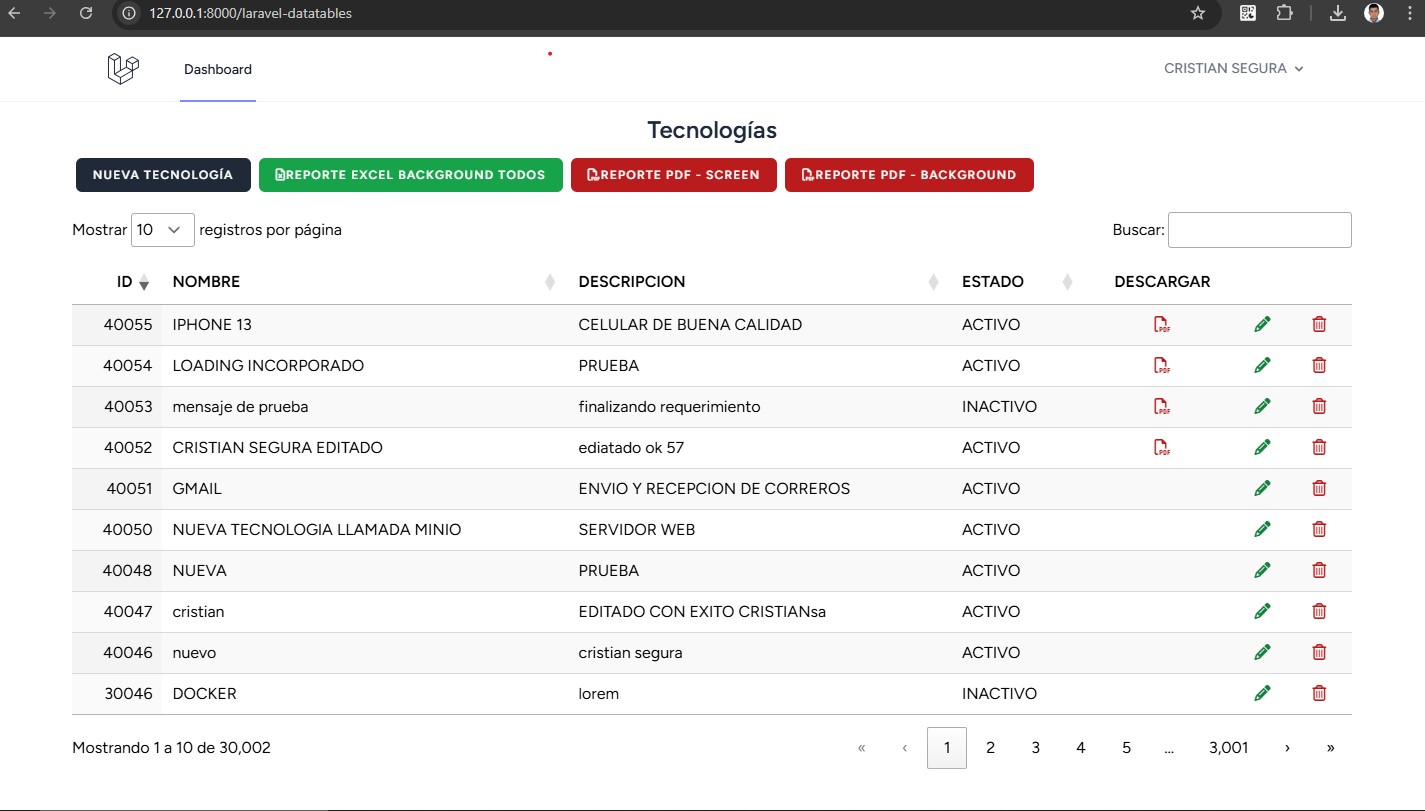 127.0.0.1:8000/laravel-datatables
Dashboard
CRISTIAN SEGURA
Tecnologías
NUEVA TECNOLOGÍA REPORTE EXCEL BACKGROUND TODOS REPORTE PDF - SCREEN REPORTE PDF - BACKGROUND
Mostrar 10 registros por página Buscar:
ID NOMBRE DESCRIPCION ESTADO DESCARGAR
40055 IPHONE 13 CELULAR DE BUENA CALIDAD ACTIVO PDF
40054 LOADING INCORPORADO PRUEBA ACTIVO PDF
40053 mensaje de prueba finalizando requerimiento INACTIVO PDF
40052 CRISTIAN SEGURA EDITADO ediatado ok 57 ACTIVO PDF
40051 GMAIL ENVIO Y RECEPCION DE CORREROS ACTIVO
40050 NUEVA TECNOLOGIA LLAMADA MINIO SERVIDOR WEB ACTIVO
40048 NUEVA PRUEBA ACTIVO
40047 cristian EDITADO CON EXITO CRISTIANsa ACTIVO
40046 nuevo cristian segura ACTIVO
30046 DOCKER lorem INACTIVO
Mostrando 1 a 10 de 30,002 « ‹ 1 2 3 4 5 ... 3,001 › »